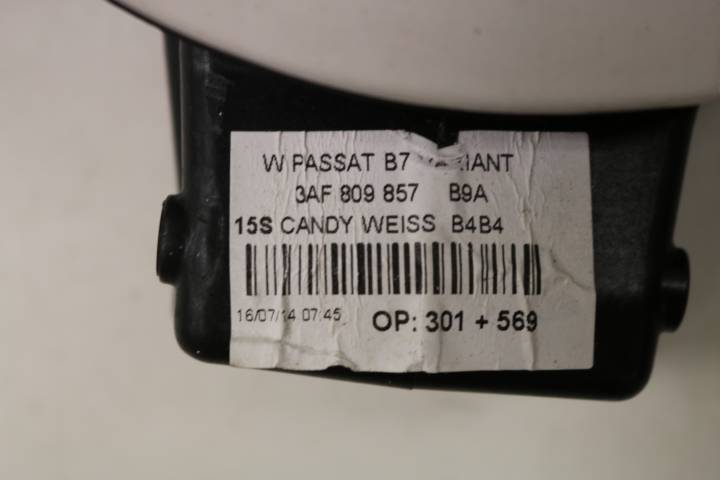 W PASSAT B7
3AF 809 857 B9A
15S CANDY WEISS B4B4
16/07/14 07:45 OP: 301 + 569